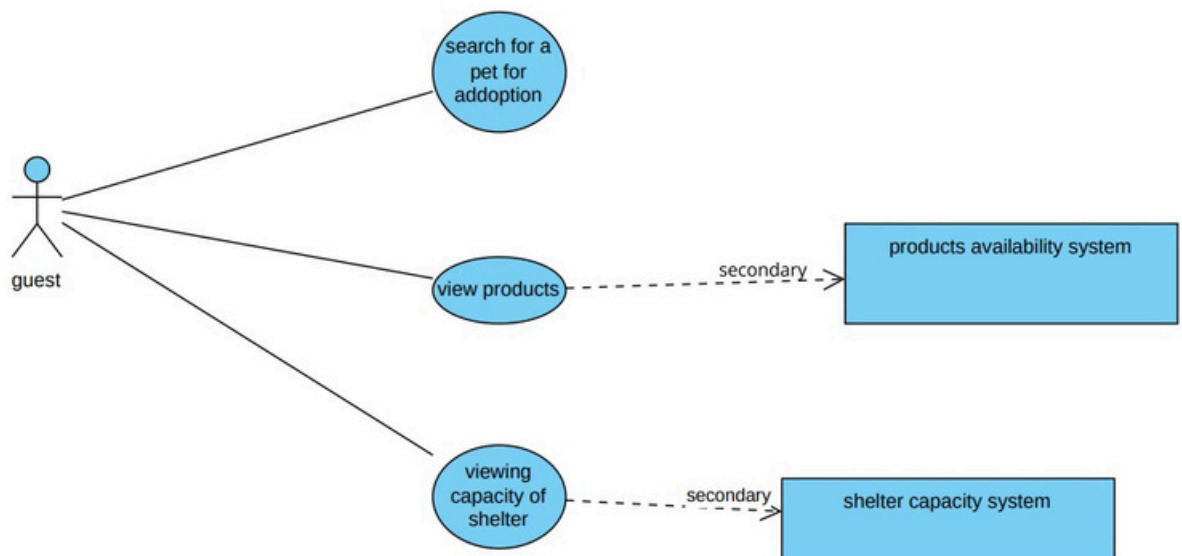 search for a
pet for
addoption
guest
view products
secondary
products availability system
viewing
capacity of
shelter
secondary
shelter capacity system